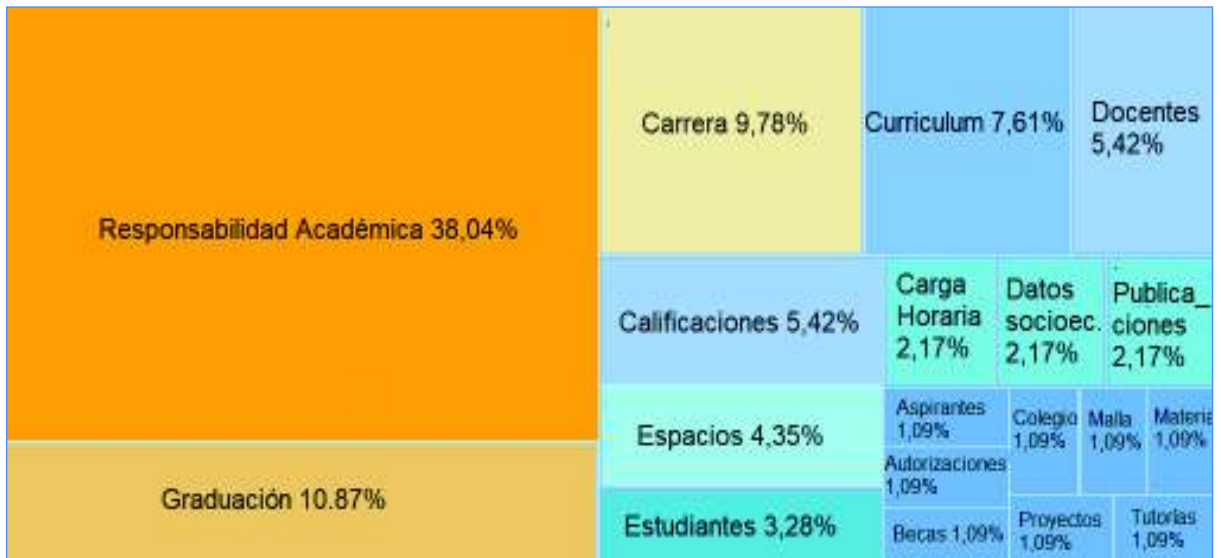 Responsabilidad Académica 38,04%
Graduación 10.87%
Carrera 9,78%
Curriculum 7,61%
Docentes
5,42%
Calificaciones 5,42%
Carga
Horaria
2,17%
Datos
socioec.
2,17%
Publica_
ciones
2,17%
Espacios 4,35%
Estudiantes 3,28%
Aspirantes
1,09%
Autorizaciones
1,09%
Becas 1,09%
Colegio
1,09%
Malla
1,09%
Materia
1,09%
Proyectos
1,09%
Tutorías
1,09%